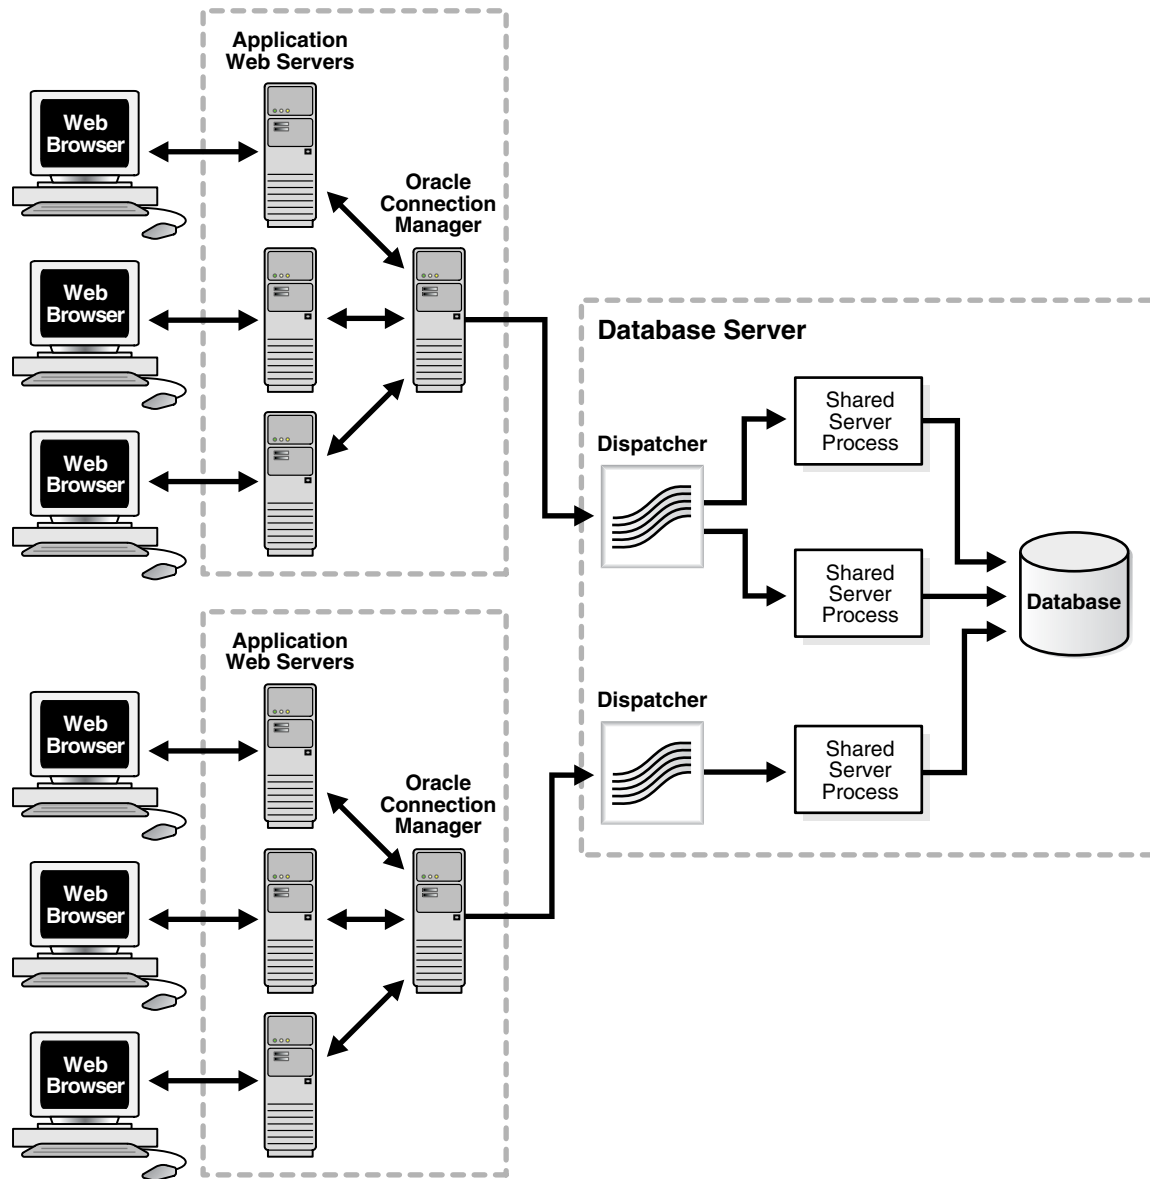 Application
Web Servers
Web
Browser
Oracle
Connection
Manager
Web
Browser
Web
Browser
Database Server
Dispatcher
Shared
Server
Process
Shared
Server
Process
Database
Application
Web Servers
Web
Browser
Oracle
Connection
Manager
Web
Browser
Web
Browser
Dispatcher
Shared
Server
Process